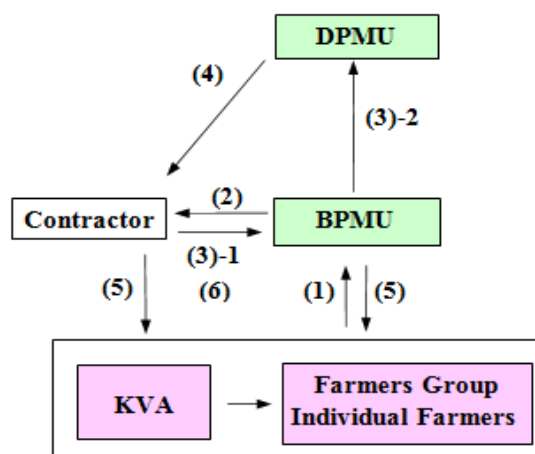 DPMU
(4)
(3)-2
Contractor
(2)
BPMU
(3)-1
(5)
(6)
(1)
(5)
KVA
Farmers Group
Individual Farmers